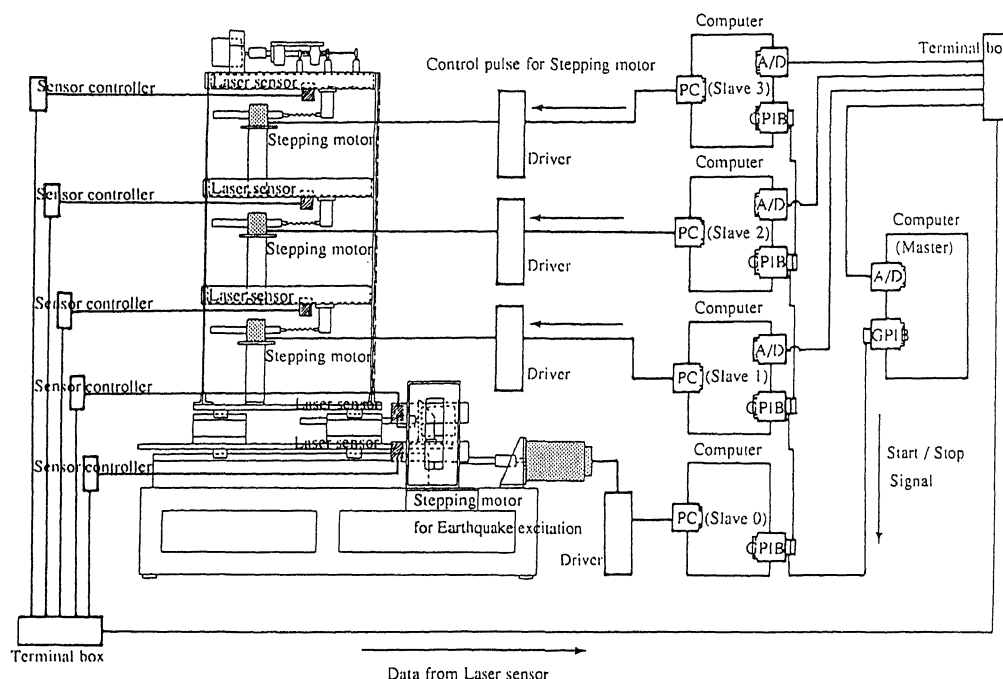 Computer
Terminal box
A/D
Control pulse for Stepping motor
PC
(Slave 3)
GPIB
Laser sensor
Sensor controller
Stepping motor
Driver
Computer
A/D
Laser sensor
Sensor controller
PC
(Slave 2)
GPIB
Stepping motor
Driver
Computer
(Master)
A/D
Laser sensor
Sensor controller
Computer
GPIB
A/D
Stepping motor
Driver
PC
(Slave 1)
GPIB
Sensor controller
Laser sensor
Laser sensor
Computer
Sensor controller
Start / Stop
Signal
Stepping motor
for Earthquake excitation
PC
(Slave 0)
GPIB
Driver
Terminal box
Data from Laser sensor